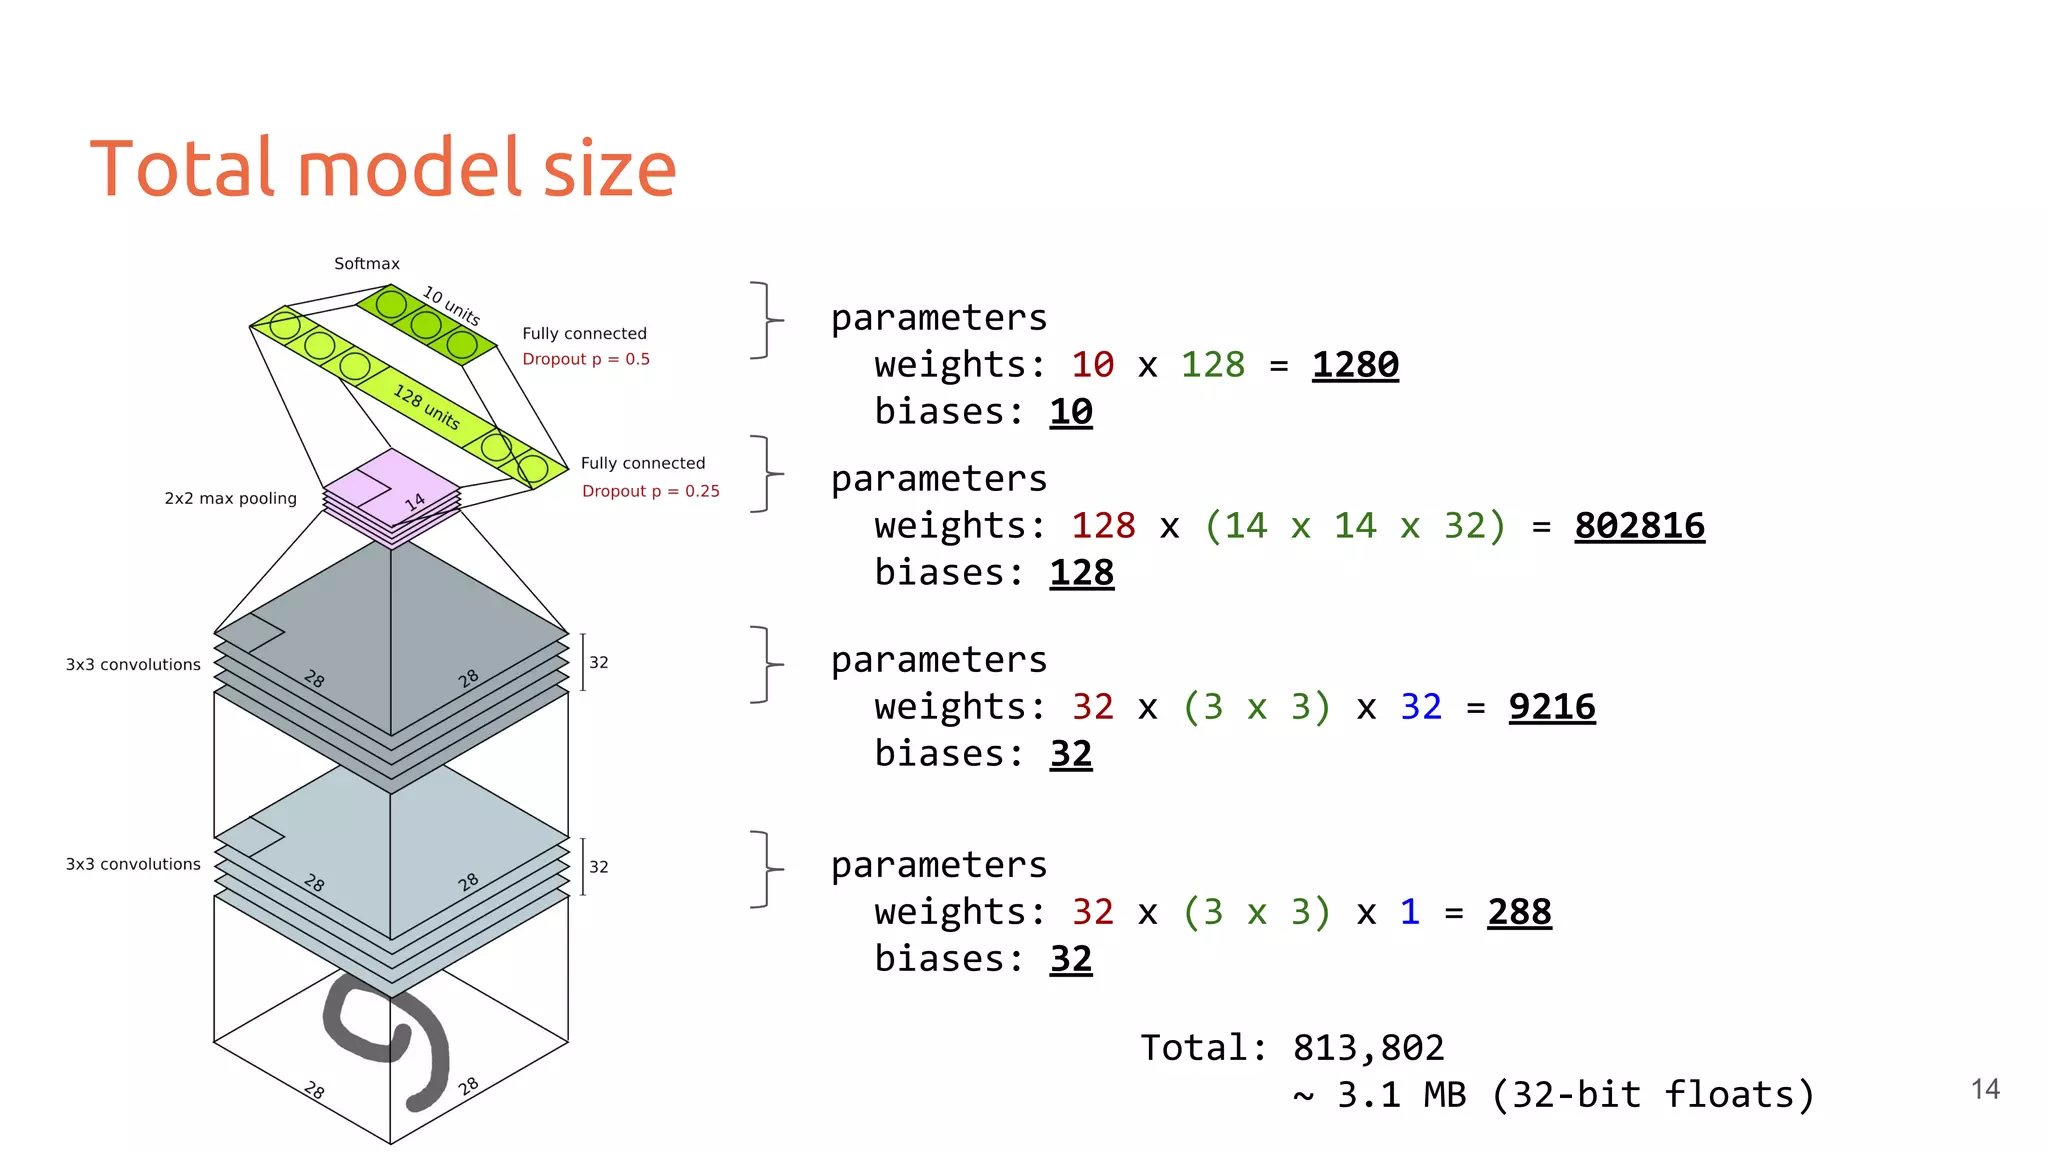 Total model size
Softmax
10 units
Fully connected
Dropout p = 0.5
128 units
Fully connected
Dropout p = 0.25
2x2 max pooling
14
3x3 convolutions
28
28
32
3x3 convolutions
28
28
32
28
28
parameters
weights: 10 x 128 = 1280
biases: 10
parameters
weights: 128 x (14 x 14 x 32) = 802816
biases: 128
parameters
weights: 32 x (3 x 3) x 32 = 9216
biases: 32
parameters
weights: 32 x (3 x 3) x 1 = 288
biases: 32
Total: 813,802
~ 3.1 MB (32-bit floats)
14